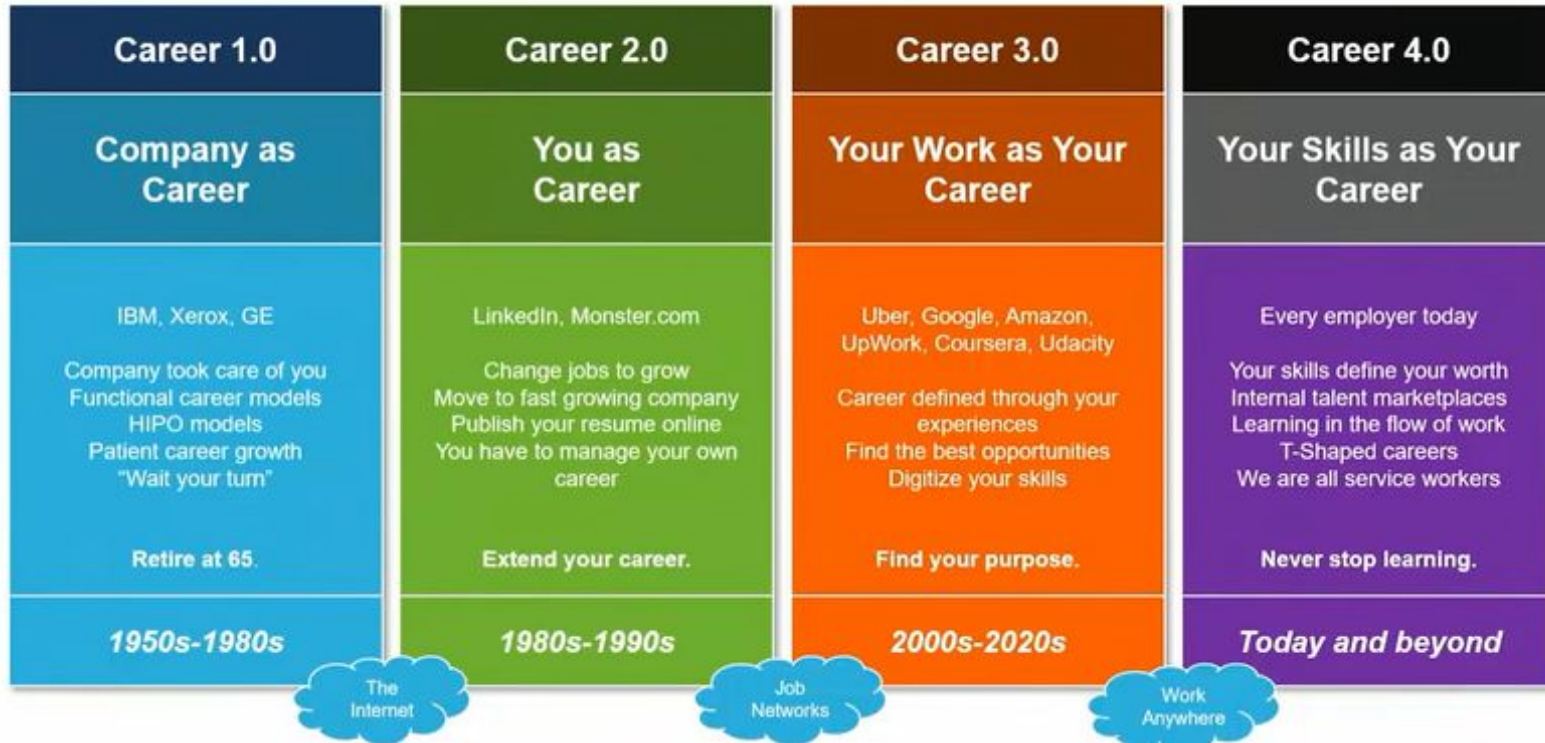 Career 1.0
Company as
Career
IBM, Xerox, GE
Company took care of you
Functional career models
HIPO models
Patient career growth
"Wait your turn"
Retire at 65.
1950s-1980s
Career 2.0
You as
Career
LinkedIn, Monster.com
Change jobs to grow
Move to fast growing company
Publish your resume online
You have to manage your own
career
Extend your career.
1980s-1990s
Career 3.0
Your Work as Your
Career
Uber, Google, Amazon,
UpWork, Coursera, Udacity
Career defined through your
experiences
Find the best opportunities
Digitize your skills
Find your purpose.
2000s-2020s
Career 4.0
Your Skills as Your
Career
Every employer today
Your skills define your worth
Internal talent marketplaces
Learning in the flow of work
T-Shaped careers
We are all service workers
Never stop learning.
Today and beyond
The
Internet
Job
Networks
Work
Anywhere